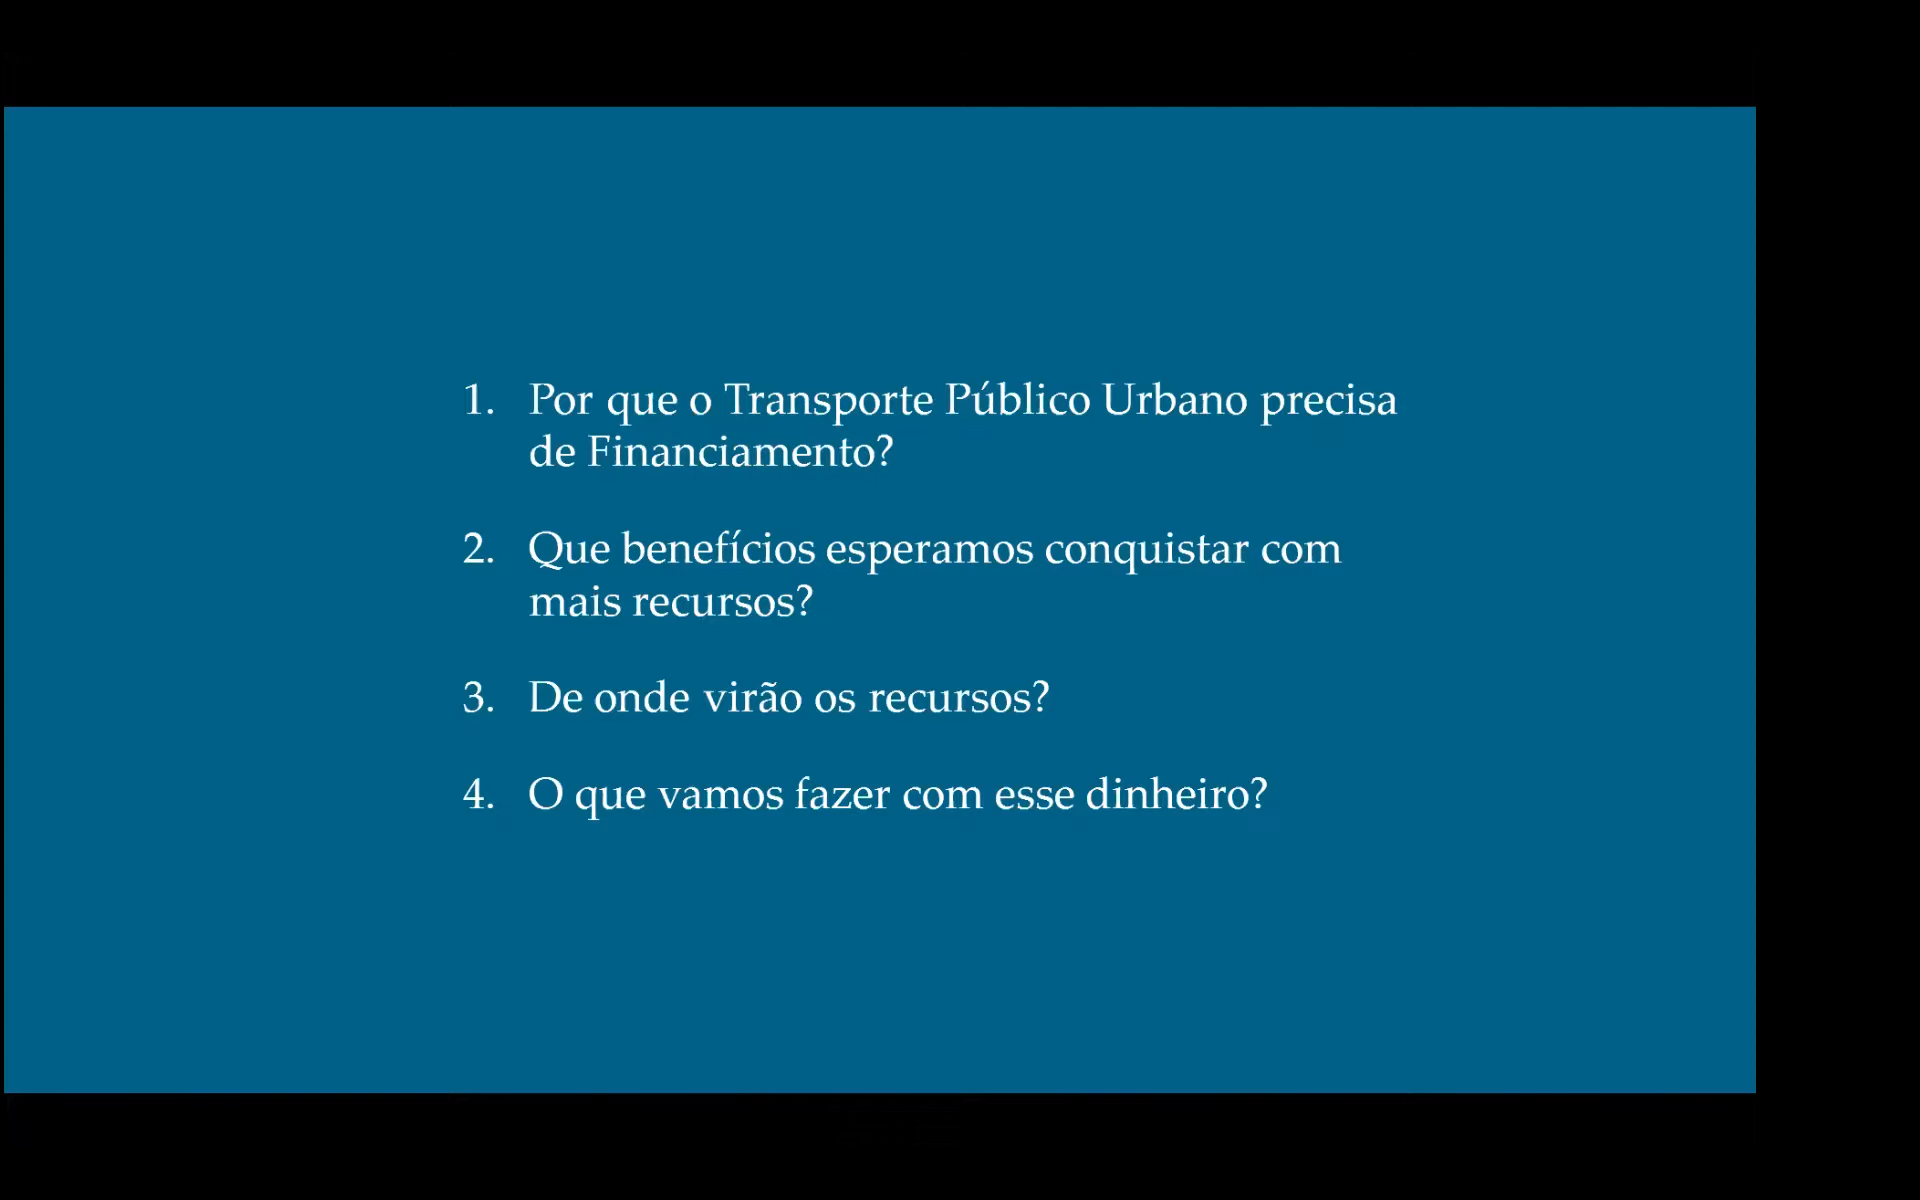 1. Por que o Transporte Público Urbano precisa
de Financiamento?
2. Que benefícios esperamos conquistar com
mais recursos?
3. De onde virão os recursos?
4. O que vamos fazer com esse dinheiro?